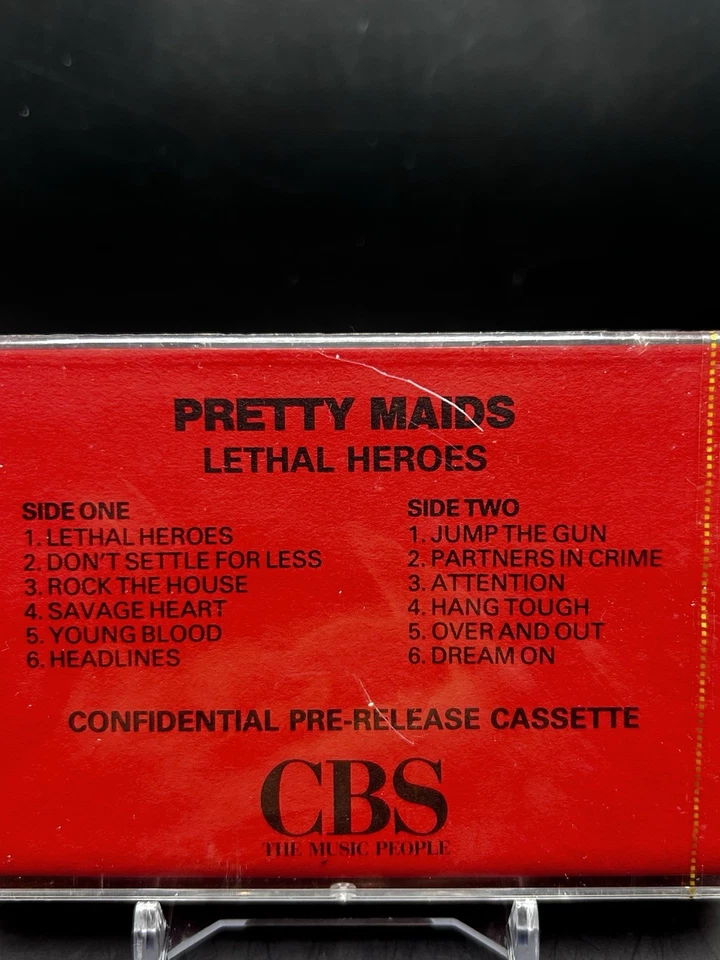 PRETTY MAIDS
LETHAL HEROES
SIDE ONE
1. LETHAL HEROES
2. DON'T SETTLE FOR LESS
3. ROCK THE HOUSE
4. SAVAGE HEART
5. YOUNG BLOOD
6. HEADLINES
SIDE TWO
1. JUMP THE GUN
2. PARTNERS IN CRIME
3. ATTENTION
4. HANG TOUGH
5. OVER AND OUT
6. DREAM ON
CONFIDENTIAL PRE-RELEASE CASSETTE
CBS
THE MUSIC PEOPLE